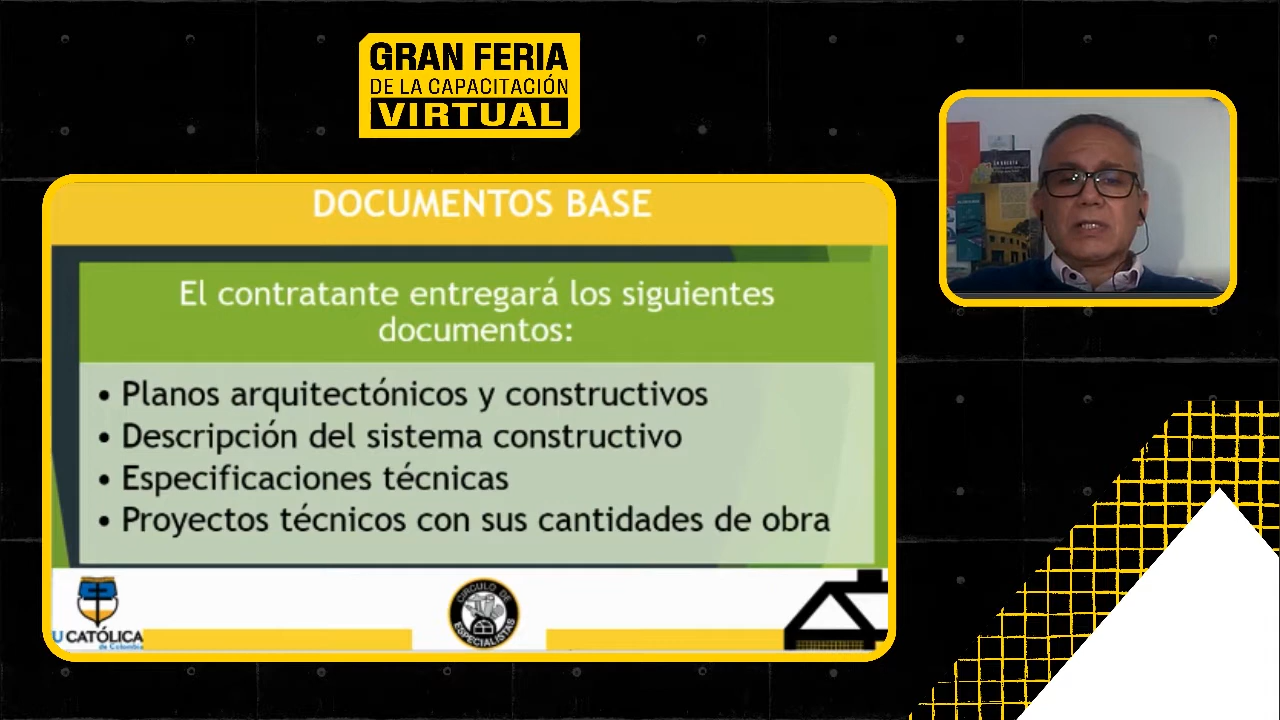 GRAN FERIA
DE LA CAPACITACIÓN
VIRTUAL
DOCUMENTOS BASE
El contratante entregará los siguientes
documentos:
• Planos arquitectónicos y constructivos
• Descripción del sistema constructivo
• Especificaciones técnicas
• Proyectos técnicos con sus cantidades de obra
U CATÓLICA
de Colombia
CÍRCULO DE
ESPECIALISTAS